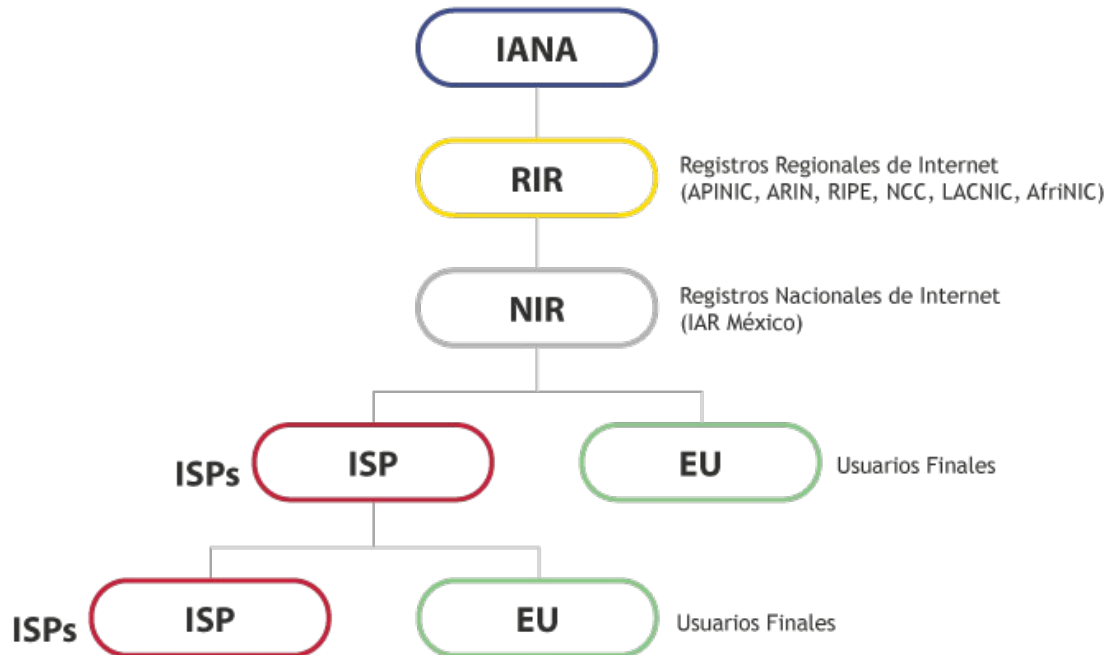 IANA
RIR
Registros Regionales de Internet
(APINIC, ARIN, RIPE, NCC, LACNIC, AfriNIC)
NIR
Registros Nacionales de Internet
(IAR México)
ISPs
ISP
EU
Usuarios Finales
ISPs
ISP
EU
Usuarios Finales